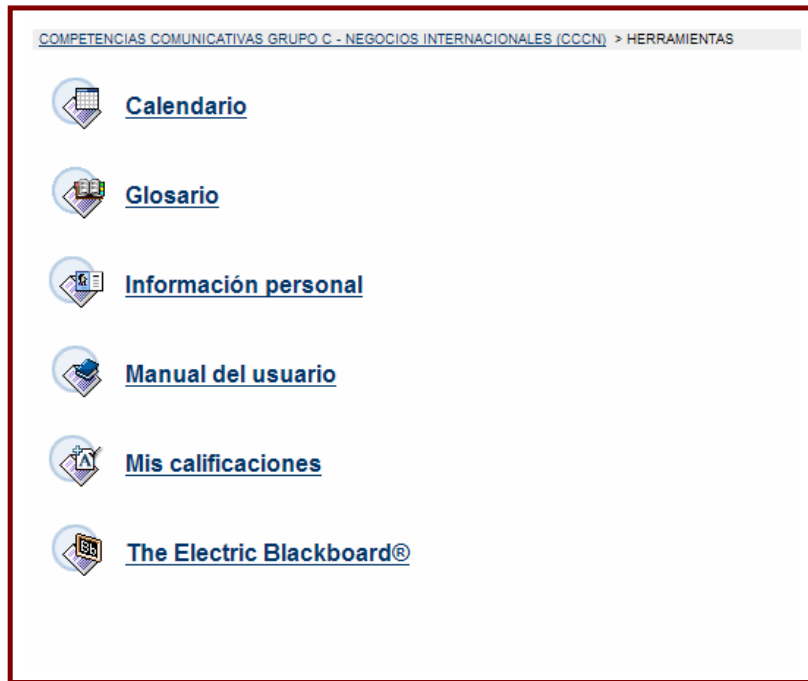 COMPETENCIAS COMUNICATIVAS GRUPO C - NEGOCIOS INTERNACIONALES (CCCN) > HERRAMIENTAS
Calendario
Glosario
Información personal
Manual del usuario
Mis calificaciones
The Electric Blackboard®